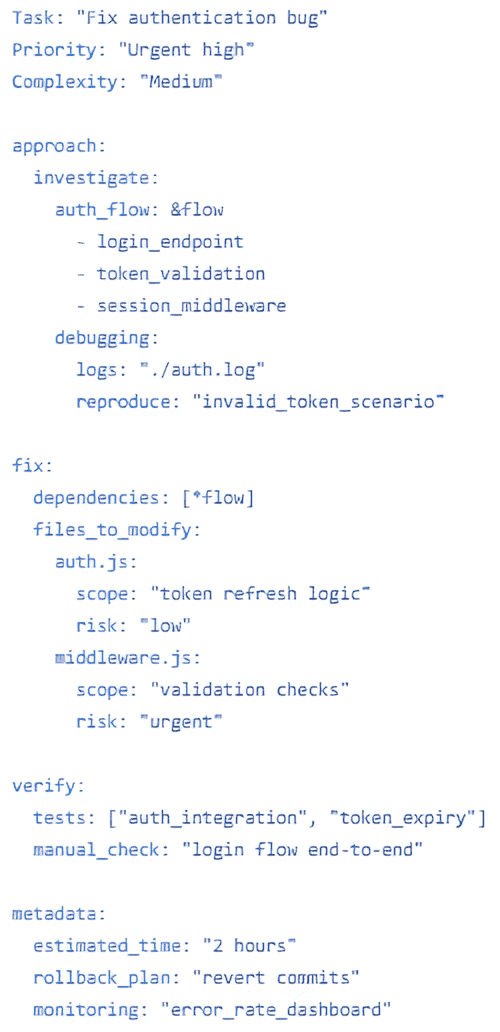 Task: "Fix authentication bug"
Priority: "Urgent high"
Complexity: "Medium"

approach:
  investigate:
    auth_flow: &flow
      - login_endpoint
      - token_validation
      - session_middleware
    debugging:
      logs: "./auth.log"
      reproduce: "invalid_token_scenario"

fix:
  dependencies: [*flow]
  files_to_modify:
    auth.js:
      scope: "token refresh logic"
      risk: "low"
    middleware.js:
      scope: "validation checks"
      risk: "urgent"

verify:
  tests: ["auth_integration", "token_expiry"]
  manual_check: "login flow end-to-end"

metadata:
  estimated_time: "2 hours"
  rollback_plan: "revert commits"
  monitoring: "error_rate_dashboard"